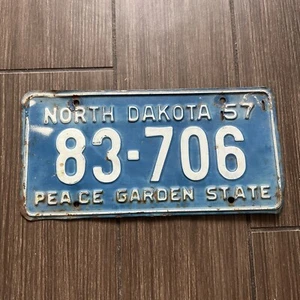 NORTH DAKOTA 57
83-706
PEACE GARDEN STATE